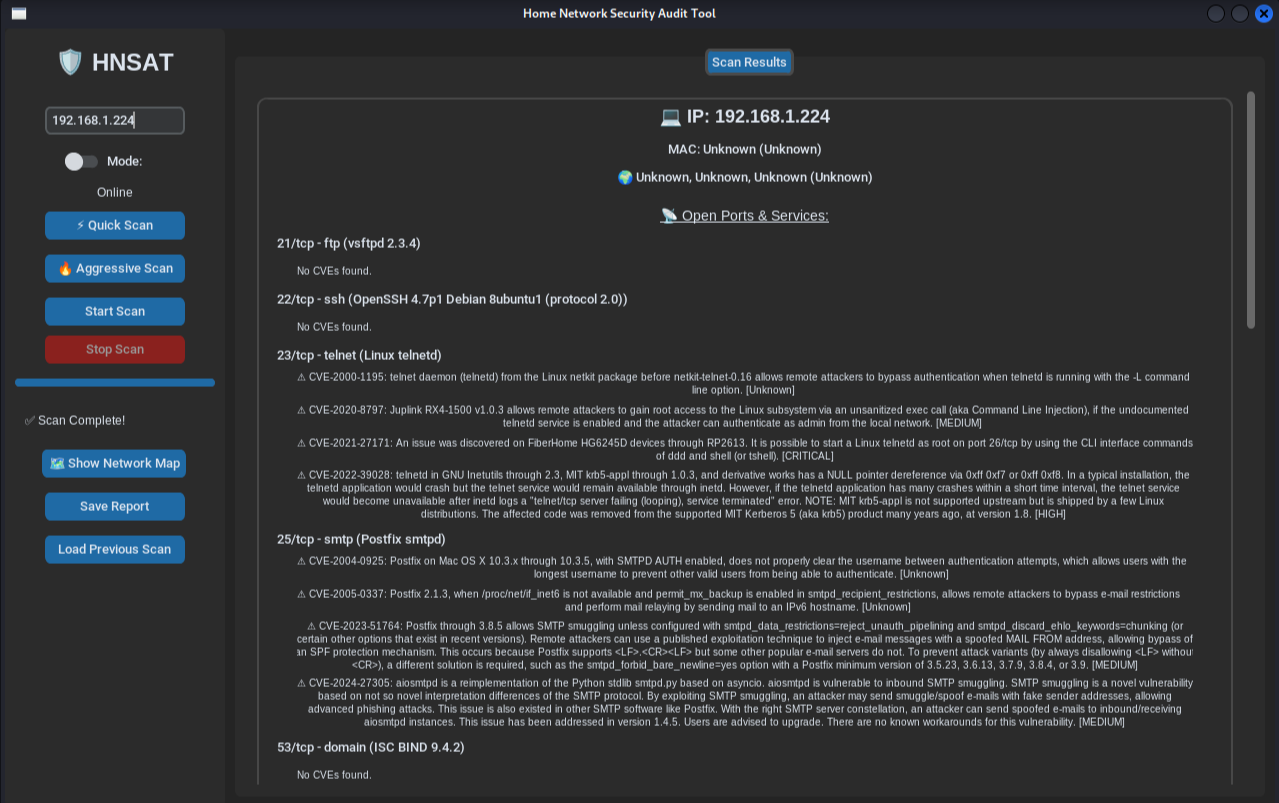 Home Network Security Audit Tool
HNSAT
192.168.1.224
Mode:
Online
⚡ Quick Scan
🔥 Aggressive Scan
Start Scan
Stop Scan
✅ Scan Complete!
🗺️ Show Network Map
Save Report
Load Previous Scan
Scan Results
💻 IP: 192.168.1.224
MAC: Unknown (Unknown)
🌍 Unknown, Unknown, Unknown (Unknown)
📡 Open Ports & Services:
21/tcp - ftp (vsftpd 2.3.4)
No CVEs found.
22/tcp - ssh (OpenSSH 4.7p1 Debian 8ubuntu1 (protocol 2.0))
No CVEs found.
23/tcp - telnet (Linux telnetd)
⚠ CVE-2000-1195: telnet daemon (telnetd) from the Linux netkit package before netkit-telnet-0.16 allows remote attackers to bypass authentication when telnetd is running with the -L command
line option. [Unknown]
⚠ CVE-2020-8797: Juplink RX4-1500 v1.0.3 allows remote attackers to gain root access to the Linux subsystem via an unsanitized exec call (aka Command Line Injection), if the undocumented
telnetd service is enabled and the attacker can authenticate as admin from the local network. [MEDIUM]
⚠ CVE-2021-27171: An issue was discovered on FiberHome HG6245D devices through RP2613. It is possible to start a Linux telnetd as root on port 26/tcp by using the CLI interface commands
of ddd and shell (or tshell). [CRITICAL]
⚠ CVE-2022-39028: telnetd in GNU Inetutils through 2.3, MIT krb5-appl through 1.0.3, and derivative works has a NULL pointer dereference via 0xff 0xf7 or 0xff 0xf8. In a typical installation, the
telnetd application would crash but the telnet service would remain available through inetd. However, if the telnetd application has many crashes within a short time interval, the telnet service
would become unavailable after inetd logs a "telnet/tcp server failing (looping), service terminated" error. NOTE: MIT krb5-appl is not supported upstream but is shipped by a few Linux
distributions. The affected code was removed from the supported MIT Kerberos 5 (aka krb5) product many years ago, at version 1.8. [HIGH]
25/tcp - smtp (Postfix smtpd)
⚠ CVE-2004-0925: Postfix on Mac OS X 10.3.x through 10.3.5, with SMTPD AUTH enabled, does not properly clear the username between authentication attempts, which allows users with the
longest username to prevent other valid users from being able to authenticate. [Unknown]
⚠ CVE-2005-0337: Postfix 2.1.3, when /proc/net/if_inet6 is not available and permit_mx_backup is enabled in smtpd_recipient_restrictions, allows remote attackers to bypass e-mail restrictions
and perform mail relaying by sending mail to an IPv6 hostname. [Unknown]
⚠ CVE-2023-51764: Postfix through 3.8.5 allows SMTP smuggling unless configured with smtpd_data_restrictions=reject_unauth_pipelining and smtpd_discard_ehlo_keywords=chunking (or
certain other options that exist in recent versions). Remote attackers can use a published exploitation technique to inject e-mail messages with a spoofed MAIL FROM address, allowing bypass of
an SPF protection mechanism. This occurs because Postfix supports <LF>.<CR><LF> but some other popular e-mail servers do not. To prevent attack variants (by always disallowing <LF> without
<CR>), a different solution is required, such as the smtpd_forbid_bare_newline=yes option with a Postfix minimum version of 3.5.23, 3.6.13, 3.7.9, 3.8.4, or 3.9. [MEDIUM]
⚠ CVE-2024-27305: aiosmtpd is a reimplementation of the Python stdlib smtpd.py based on asyncio. aiosmtpd is vulnerable to inbound SMTP smuggling. SMTP smuggling is a novel vulnerability
based on not so novel interpretation differences of the SMTP protocol. By exploiting SMTP smuggling, an attacker may send smuggle/spoof e-mails with fake sender addresses, allowing
advanced phishing attacks. This issue is also existed in other SMTP software like Postfix. With the right SMTP server constellation, an attacker can send spoofed e-mails to inbound/receiving
aiosmtpd instances. This issue has been addressed in version 1.4.5. Users are advised to upgrade. There are no known workarounds for this vulnerability. [MEDIUM]
53/tcp - domain (ISC BIND 9.4.2)
No CVEs found.